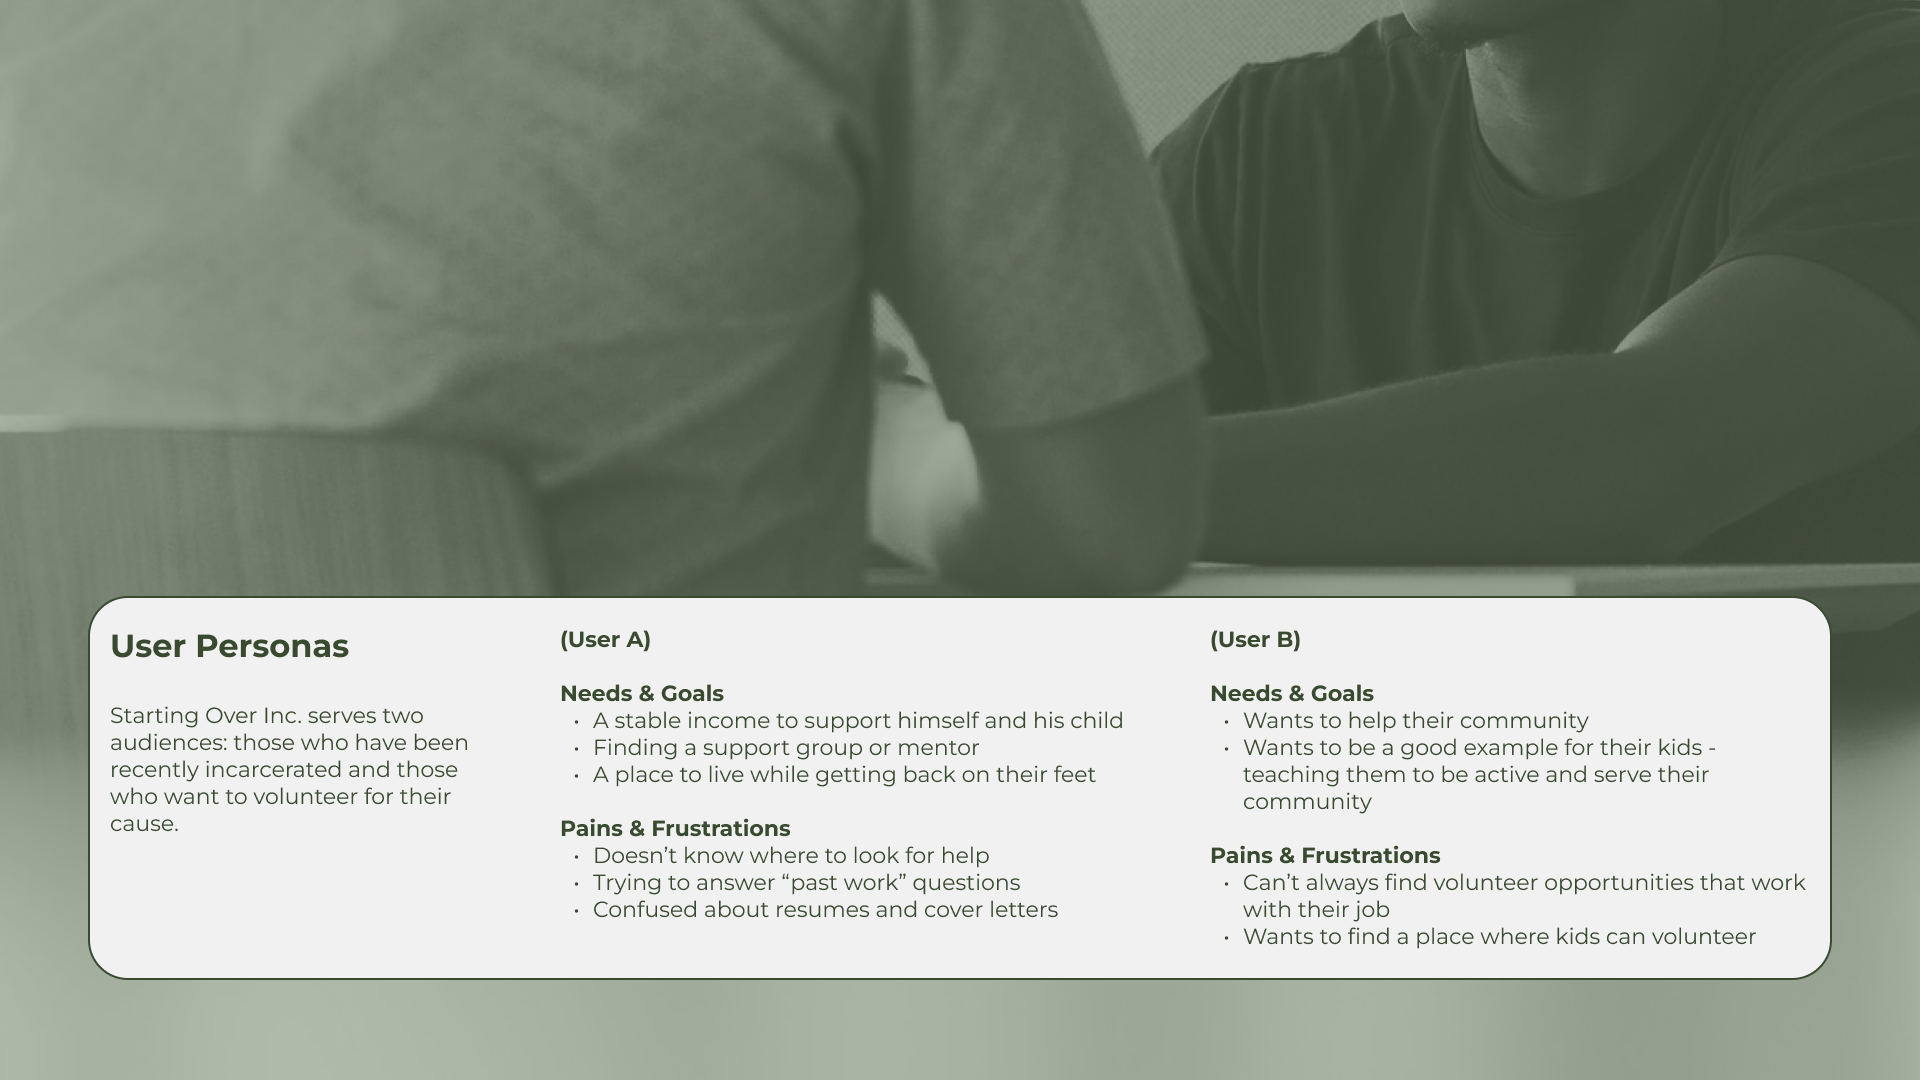 User Personas
Starting Over Inc. serves two
audiences: those who have been
recently incarcerated and those
who want to volunteer for their
cause.
(User A)
Needs & Goals
• A stable income to support himself and his child
• Finding a support group or mentor
• A place to live while getting back on their feet
Pains & Frustrations
• Doesn’t know where to look for help
• Trying to answer “past work” questions
• Confused about resumes and cover letters
(User B)
Needs & Goals
• Wants to help their community
• Wants to be a good example for their kids -
teaching them to be active and serve their
community
Pains & Frustrations
• Can’t always find volunteer opportunities that work
with their job
• Wants to find a place where kids can volunteer